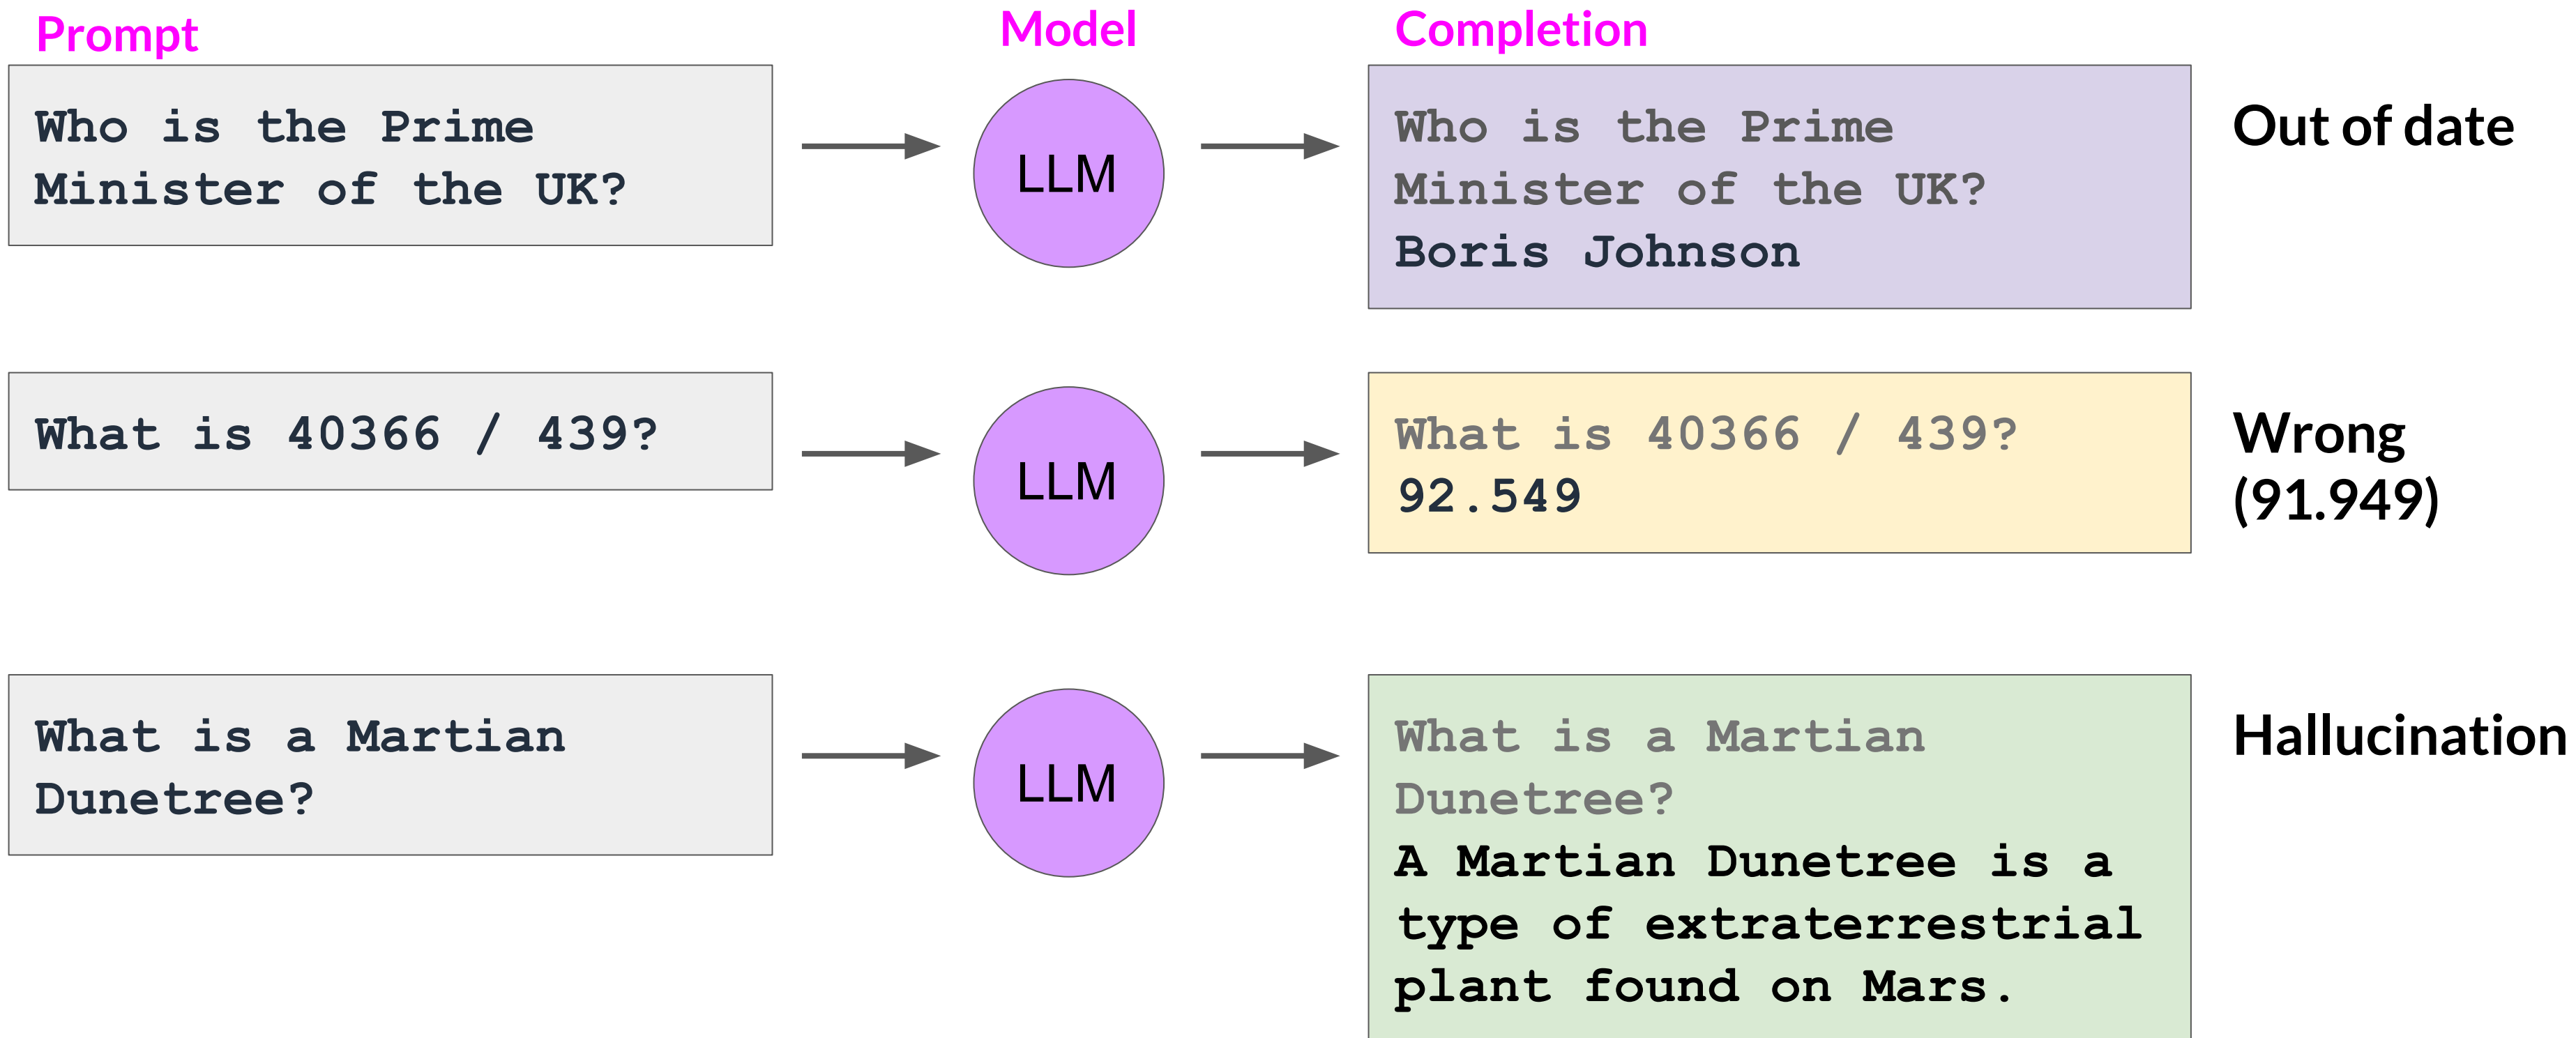 Prompt
Model
Completion
Who is the Prime
Minister of the UK?
LLM
Who is the Prime
Minister of the UK?
Boris Johnson
Out of date
What is 40366 / 439?
LLM
What is 40366 / 439?
92.549
Wrong
(91.949)
What is a Martian
Dunetree?
LLM
What is a Martian
Dunetree?
A Martian Dunetree is a
type of extraterrestrial
plant found on Mars.
Hallucination